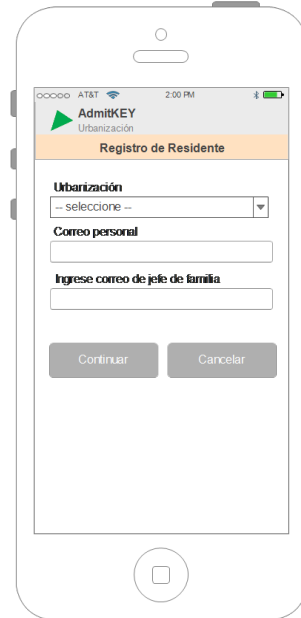 AT&T 2:00 PM
AdmitKEY
Urbanización
Registro de Residente
Urbanización
-- seleccione --
Correo personal
Ingrese correo de jefe de familia
Continuar Cancelar